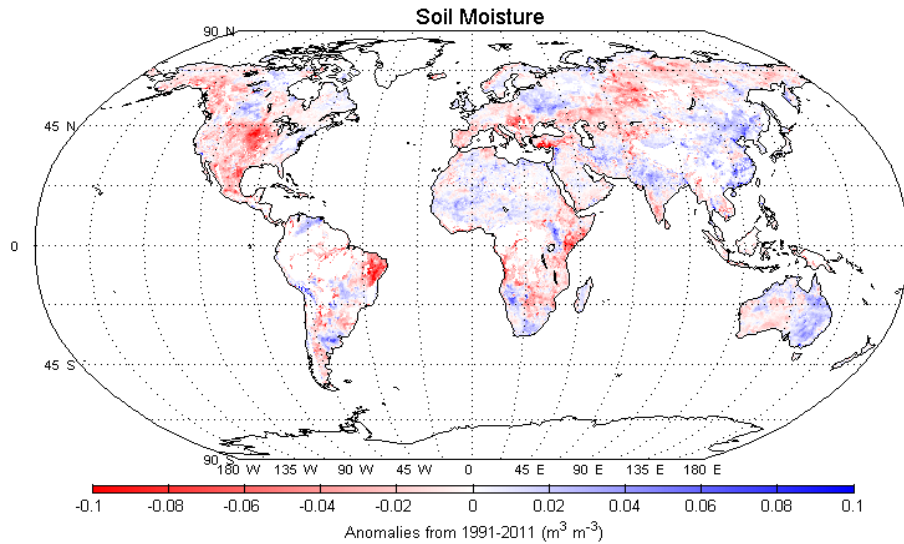 Soil Moisture
90 N
45 N
0
45 S
90 S
180 W 135 W 90 W 45 W 0 45 E 90 E 135 E 180 E
-0.1 -0.08 -0.06 -0.04 -0.02 0 0.02 0.04 0.06 0.08 0.1
Anomalies from 1991-2011 (m³ m⁻³)